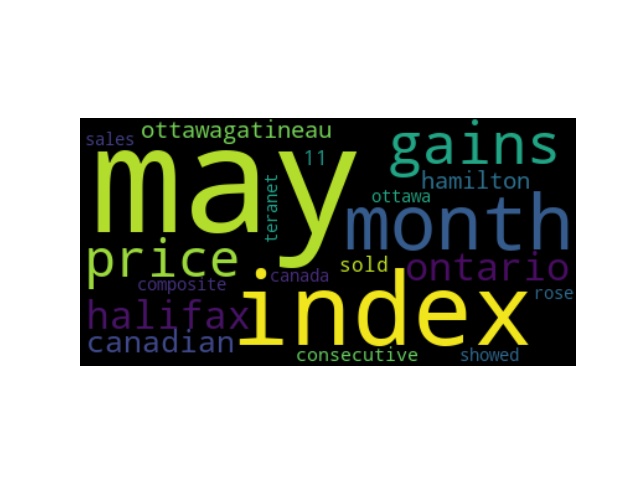 sales ottawagatineau
may
11
teranet
gains
hamilton
ottawa
month
price
sold ontario
composite canada
index
rose
halifax
canadian
consecutive showed